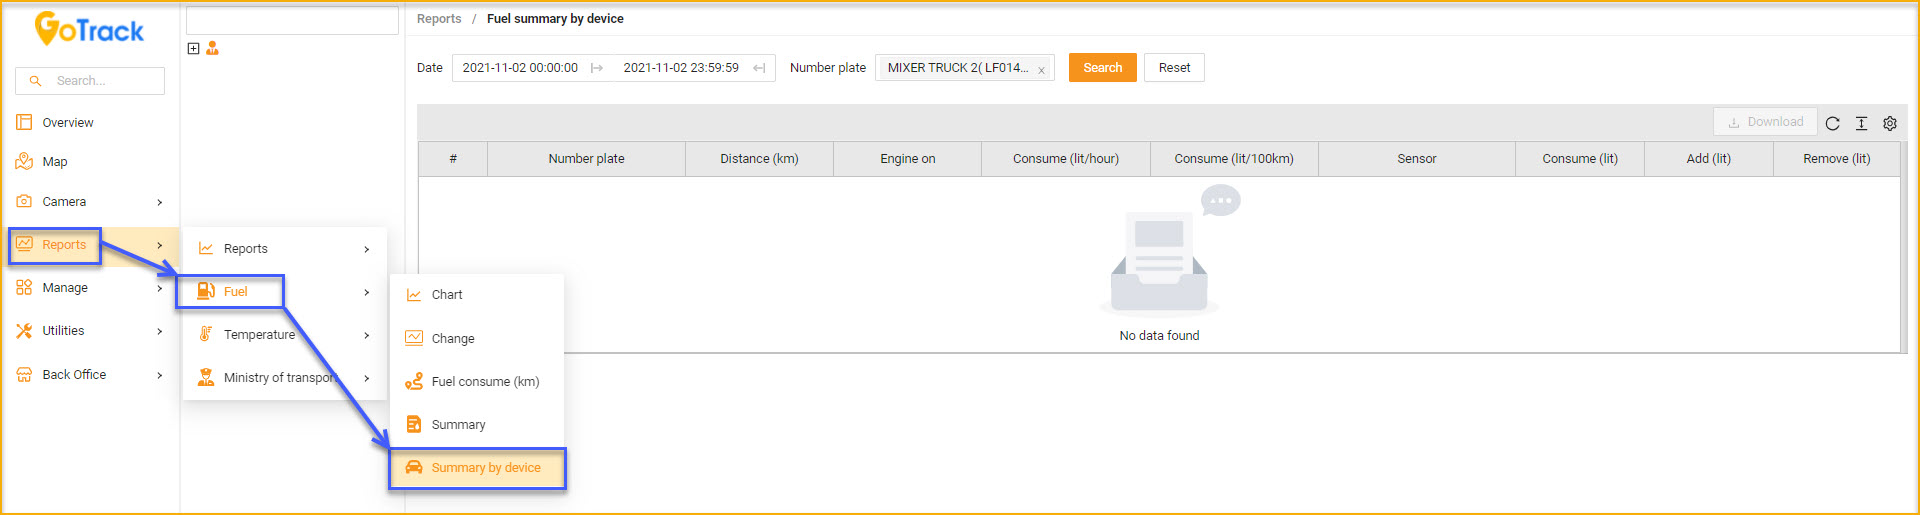 GoTrack
Search...
Overview
Map
Camera
Reports
Manage
Utilities
Back Office
Reports
Fuel
Temperature
Ministry of transport
Chart
Change
Fuel consume (km)
Summary
Summary by device
Reports / Fuel summary by device
Date 2021-11-02 00:00:00 2021-11-02 23:59:59 Number plate MIXER TRUCK 2( LF014... x Search Reset
Download
# Number plate Distance (km) Engine on Consume (lit/hour) Consume (lit/100km) Sensor Consume (lit) Add (lit) Remove (lit)
No data found